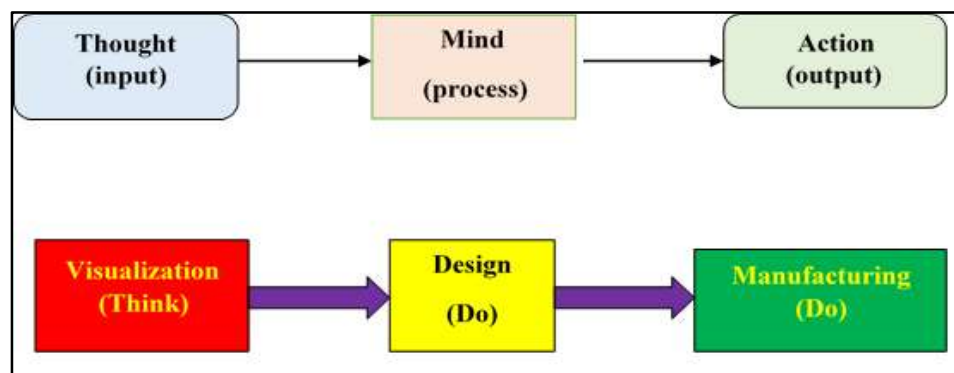 Thought
(input)
Mind
(process)
Action
(output)
Visualization
(Think)
Design
(Do)
Manufacturing
(Do)